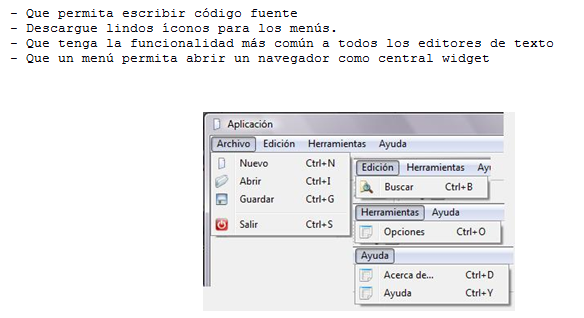 - Que permita escribir código fuente
- Descargue lindos íconos para los menús.
- Que tenga la funcionalidad más común a todos los editores de texto
- Que un menú permita abrir un navegador como central widget
Aplicación
Archivo Edición Herramientas Ayuda
Nuevo Ctrl+N
Abrir Ctrl+I
Guardar Ctrl+G
Salir Ctrl+S
Edición Herramientas Ay
Buscar Ctrl+B
Herramientas Ayuda
Opciones Ctrl+O
Ayuda
Acerca de... Ctrl+D
Ayuda Ctrl+Y